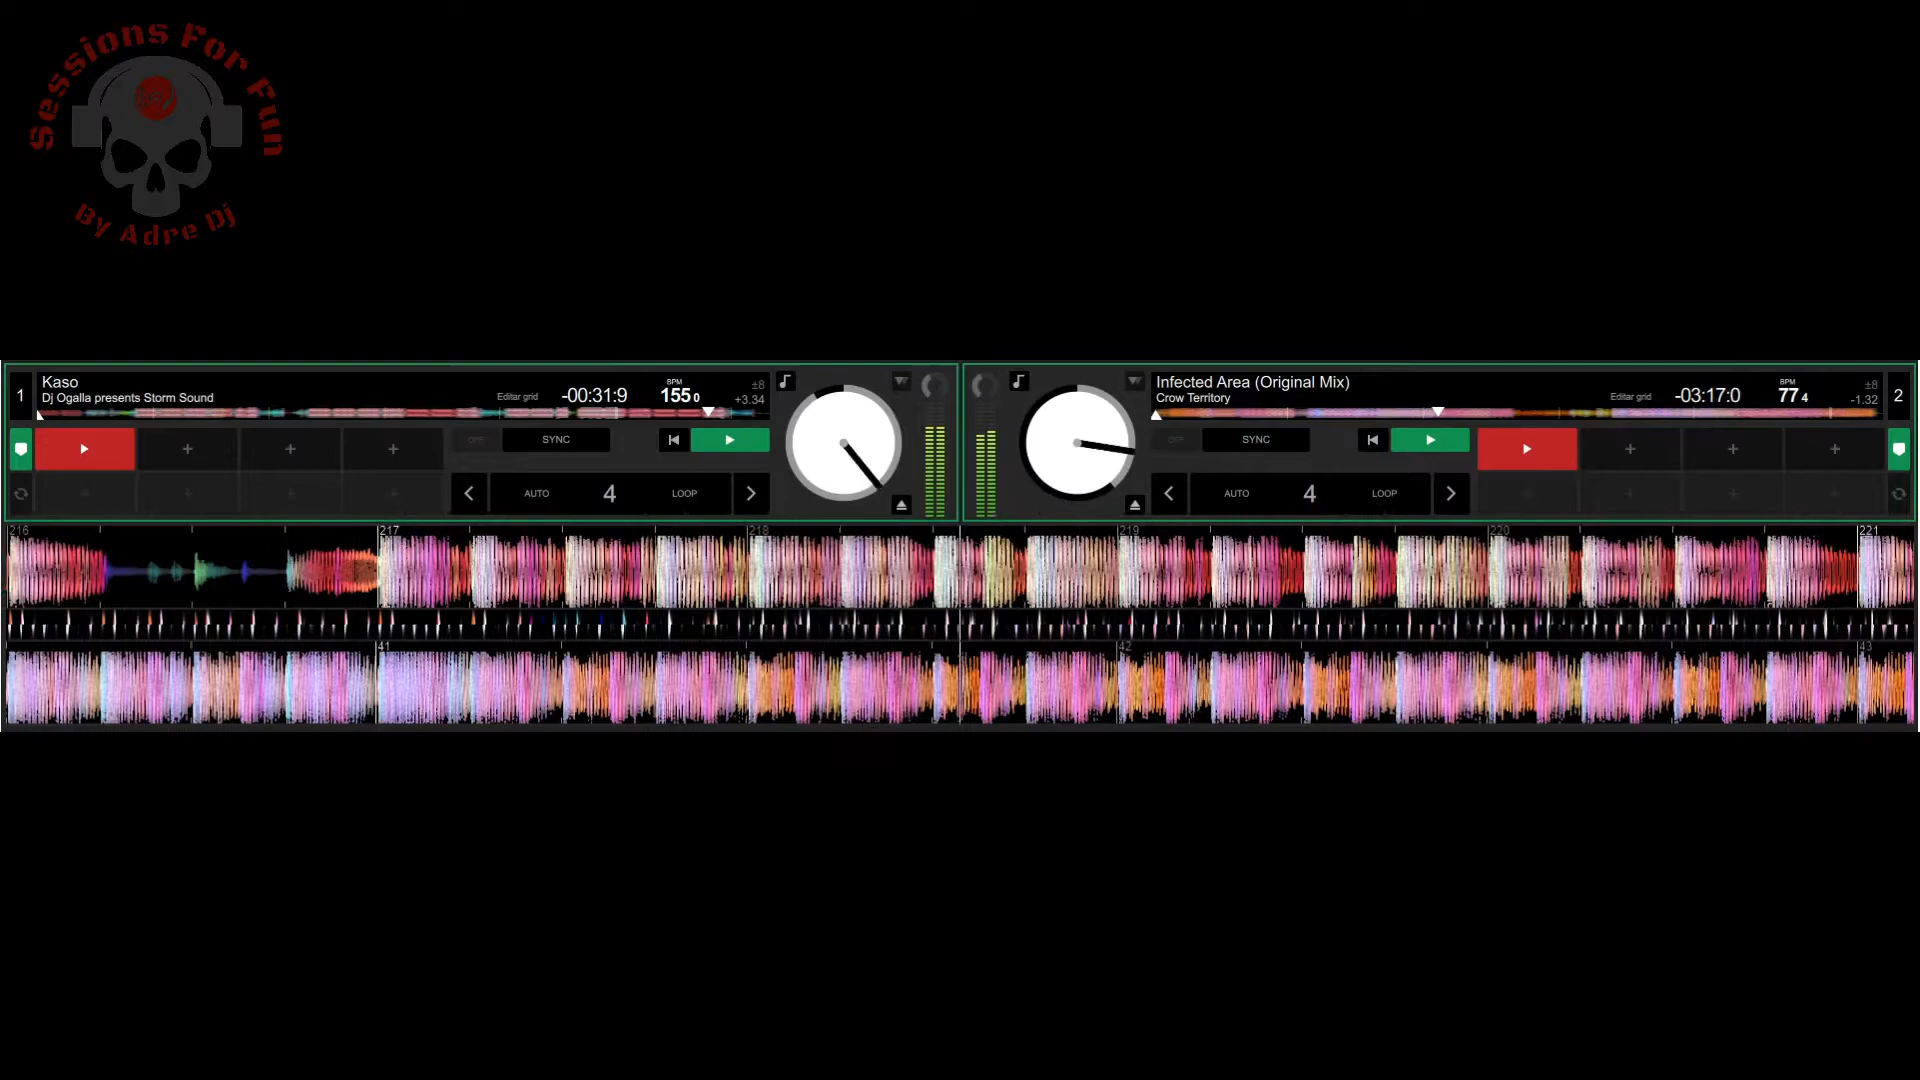 Sessions For Fun
By Adre Dj
1
Kaso
Dj Ogalla presents Storm Sound
Editar grid
-00:31:9
BPM
155 0
±8
+3.34
OFF
SYNC
AUTO
4
LOOP
Infected Area (Original Mix)
Crow Territory
Editar grid
-03:17:0
BPM
77 4
±8
-1.32
2
OFF
SYNC
AUTO
4
LOOP
216
217
218
219
220
221
41
42
43